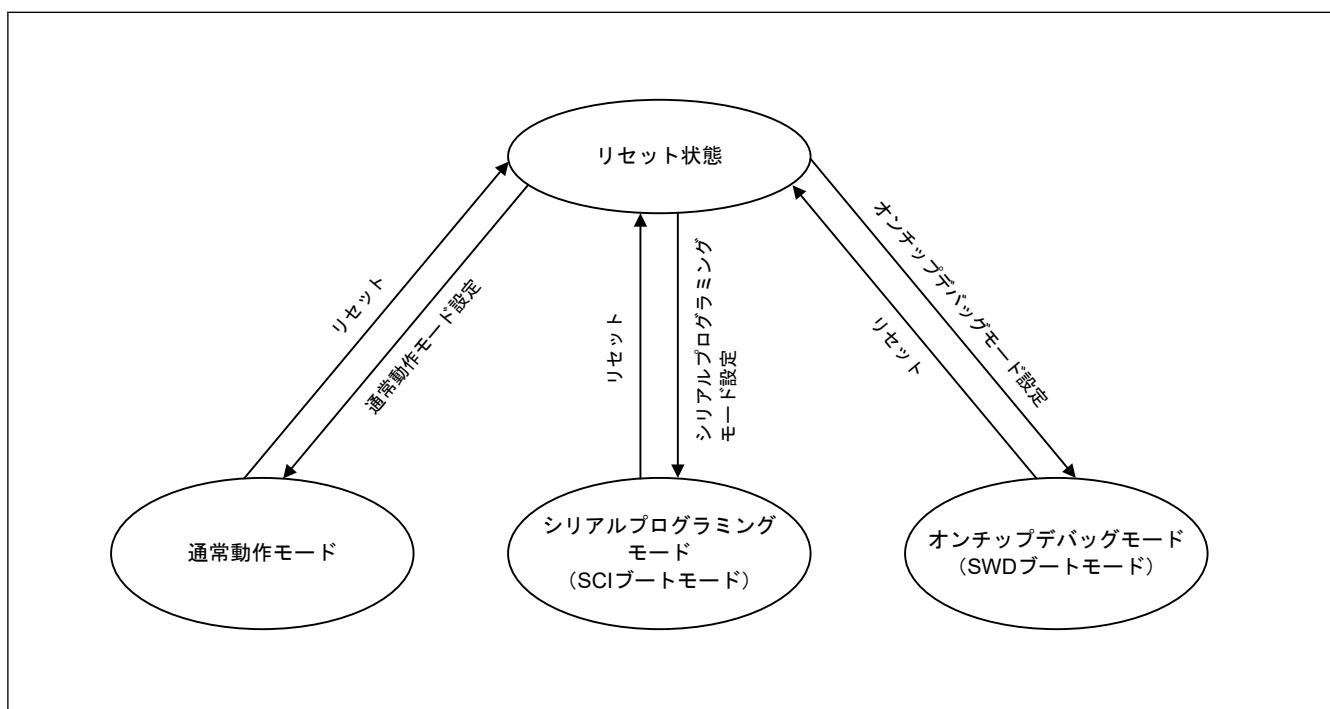 リセット状態
リセット
通常動作モード設定
リセット
シリアルプログラミング
モード設定
オンチップデバッグモード設定
リセット
通常動作モード
シリアルプログラミング
モード
（SCIブートモード）
オンチップデバッグモード
（SWDブートモード）